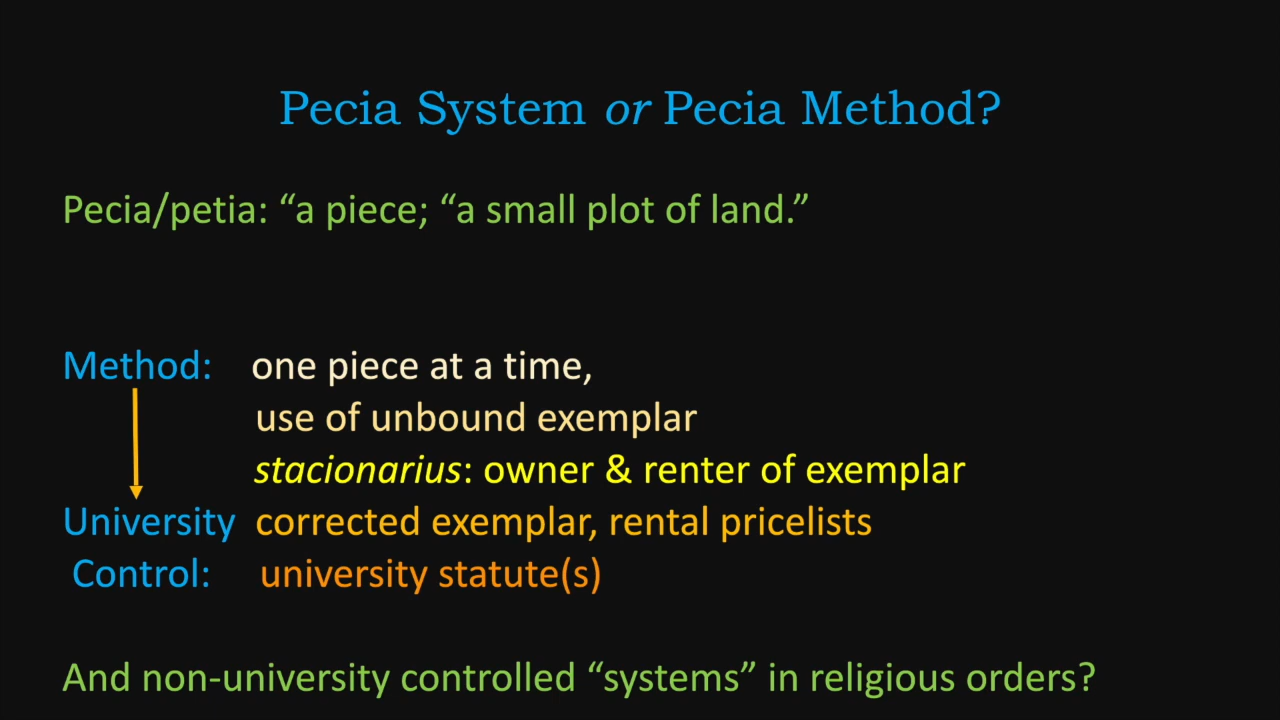 Pecia System or Pecia Method?
Pecia/petia: “a piece; “a small plot of land.”
Method: one piece at a time,
use of unbound exemplar
stacionarius: owner & renter of exemplar
University corrected exemplar, rental pricelists
Control: university statute(s)
And non-university controlled “systems” in religious orders?